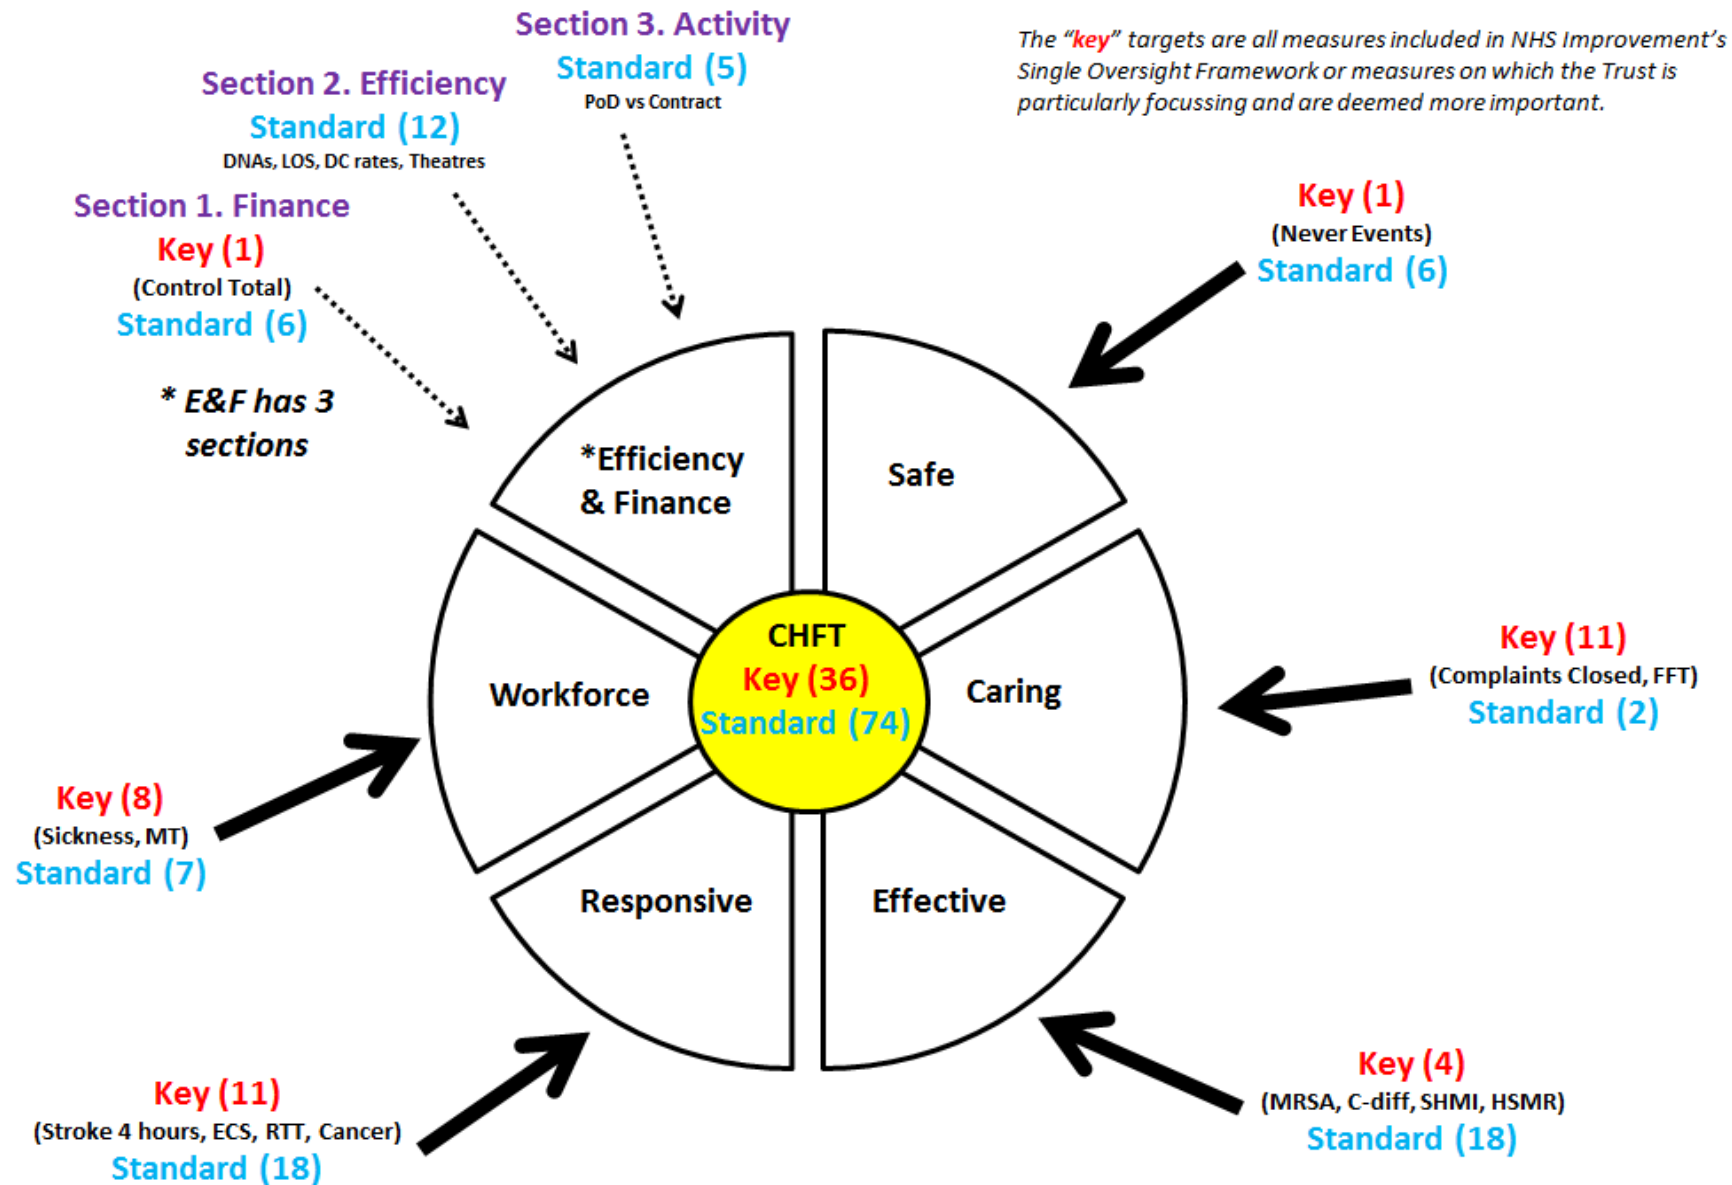 Section 3. Activity
Standard (5)
PoD vs Contract
The “key” targets are all measures included in NHS Improvement’s
Single Oversight Framework or measures on which the Trust is
particularly focussing and are deemed more important.
Section 2. Efficiency
Standard (12)
DNAs, LOS, DC rates, Theatres
Section 1. Finance
Key (1)
(Control Total)
Standard (6)
* E&F has 3
sections
Key (1)
(Never Events)
Standard (6)
*Efficiency
& Finance
Safe
CHFT
Key (36)
Standard (74)
Workforce
Caring
Key (11)
(Complaints Closed, FFT)
Standard (2)
Key (8)
(Sickness, MT)
Standard (7)
Responsive
Effective
Key (11)
(Stroke 4 hours, ECS, RTT, Cancer)
Standard (18)
Key (4)
(MRSA, C-diff, SHMI, HSMR)
Standard (18)